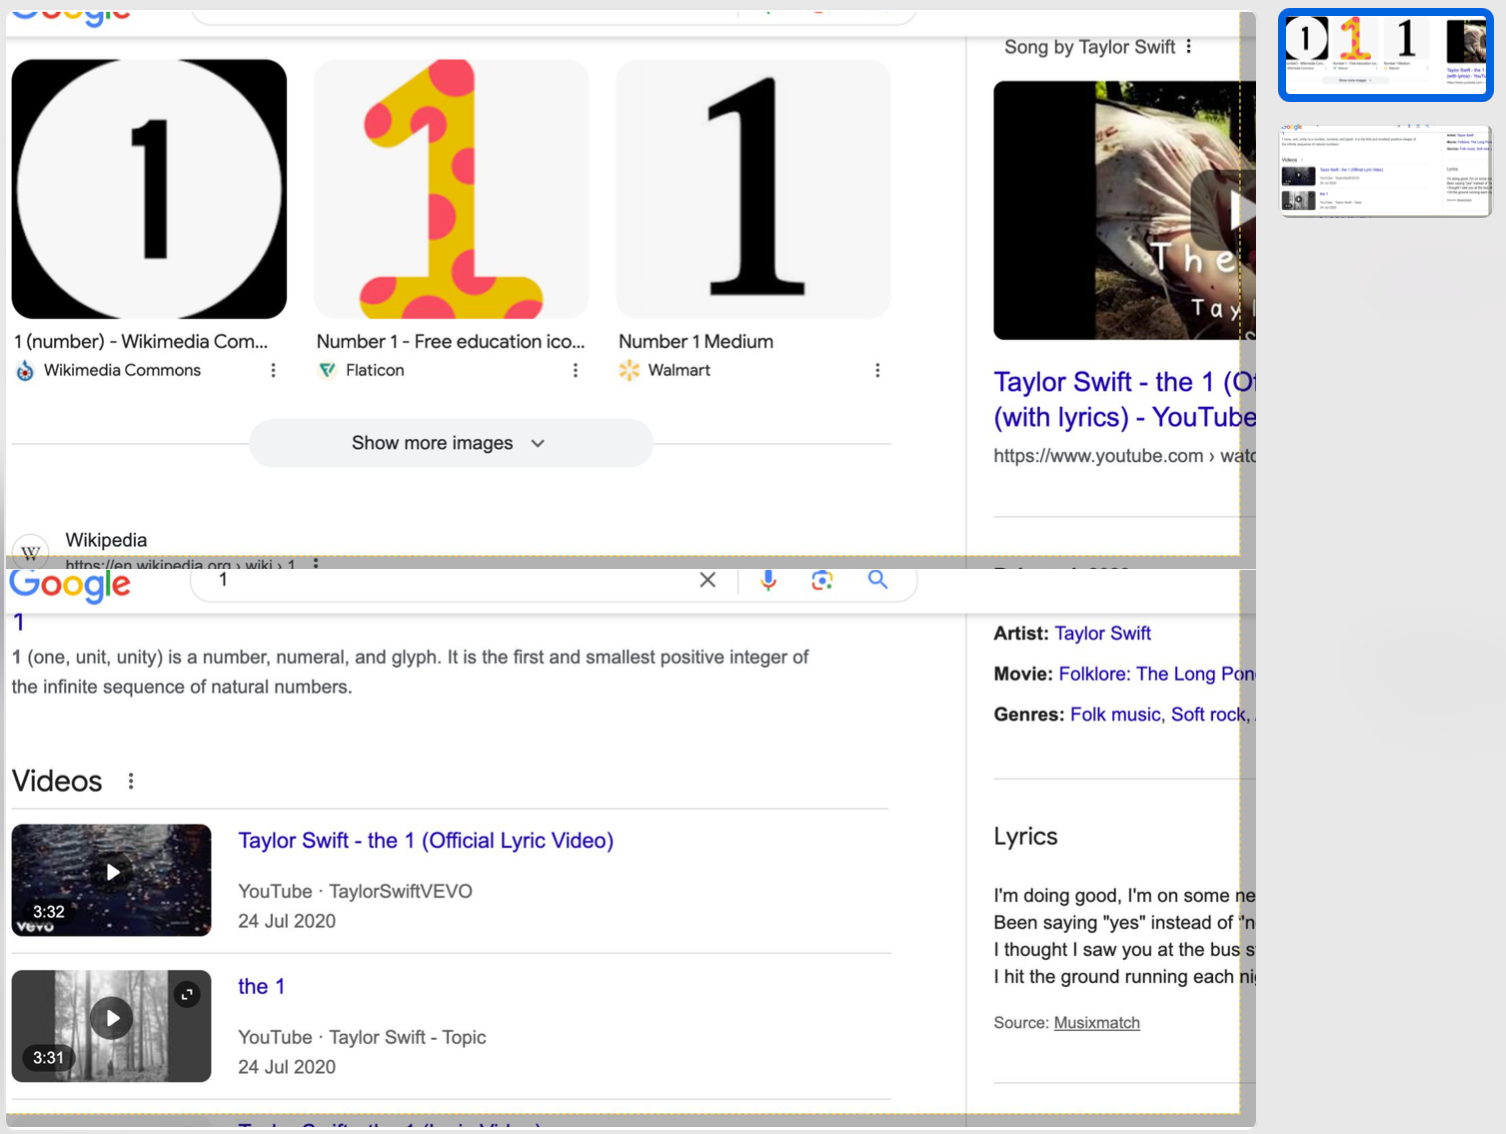 Google
Song by Taylor Swift
1
1
1
The
Tayl
1 (number) - Wikimedia Com...
Wikimedia Commons
Number 1 - Free education ico...
Flaticon
Number 1 Medium
Walmart
Taylor Swift - the 1 (Of
(with lyrics) - YouTube
https://www.youtube.com › watc
Show more images
W
Wikipedia
https://en.wikipedia.org › wiki › 1
Google
1
1
1 (one, unit, unity) is a number, numeral, and glyph. It is the first and smallest positive integer of
the infinite sequence of natural numbers.
Artist: Taylor Swift
Movie: Folklore: The Long Pon
Genres: Folk music, Soft rock,
Videos
Taylor Swift - the 1 (Official Lyric Video)
YouTube · TaylorSwiftVEVO
24 Jul 2020
3:32
vevo
the 1
YouTube · Taylor Swift - Topic
24 Jul 2020
3:31
Lyrics
I'm doing good, I'm on some ne
Been saying "yes" instead of "n
I thought I saw you at the bus s
I hit the ground running each ni
Source: Musixmatch